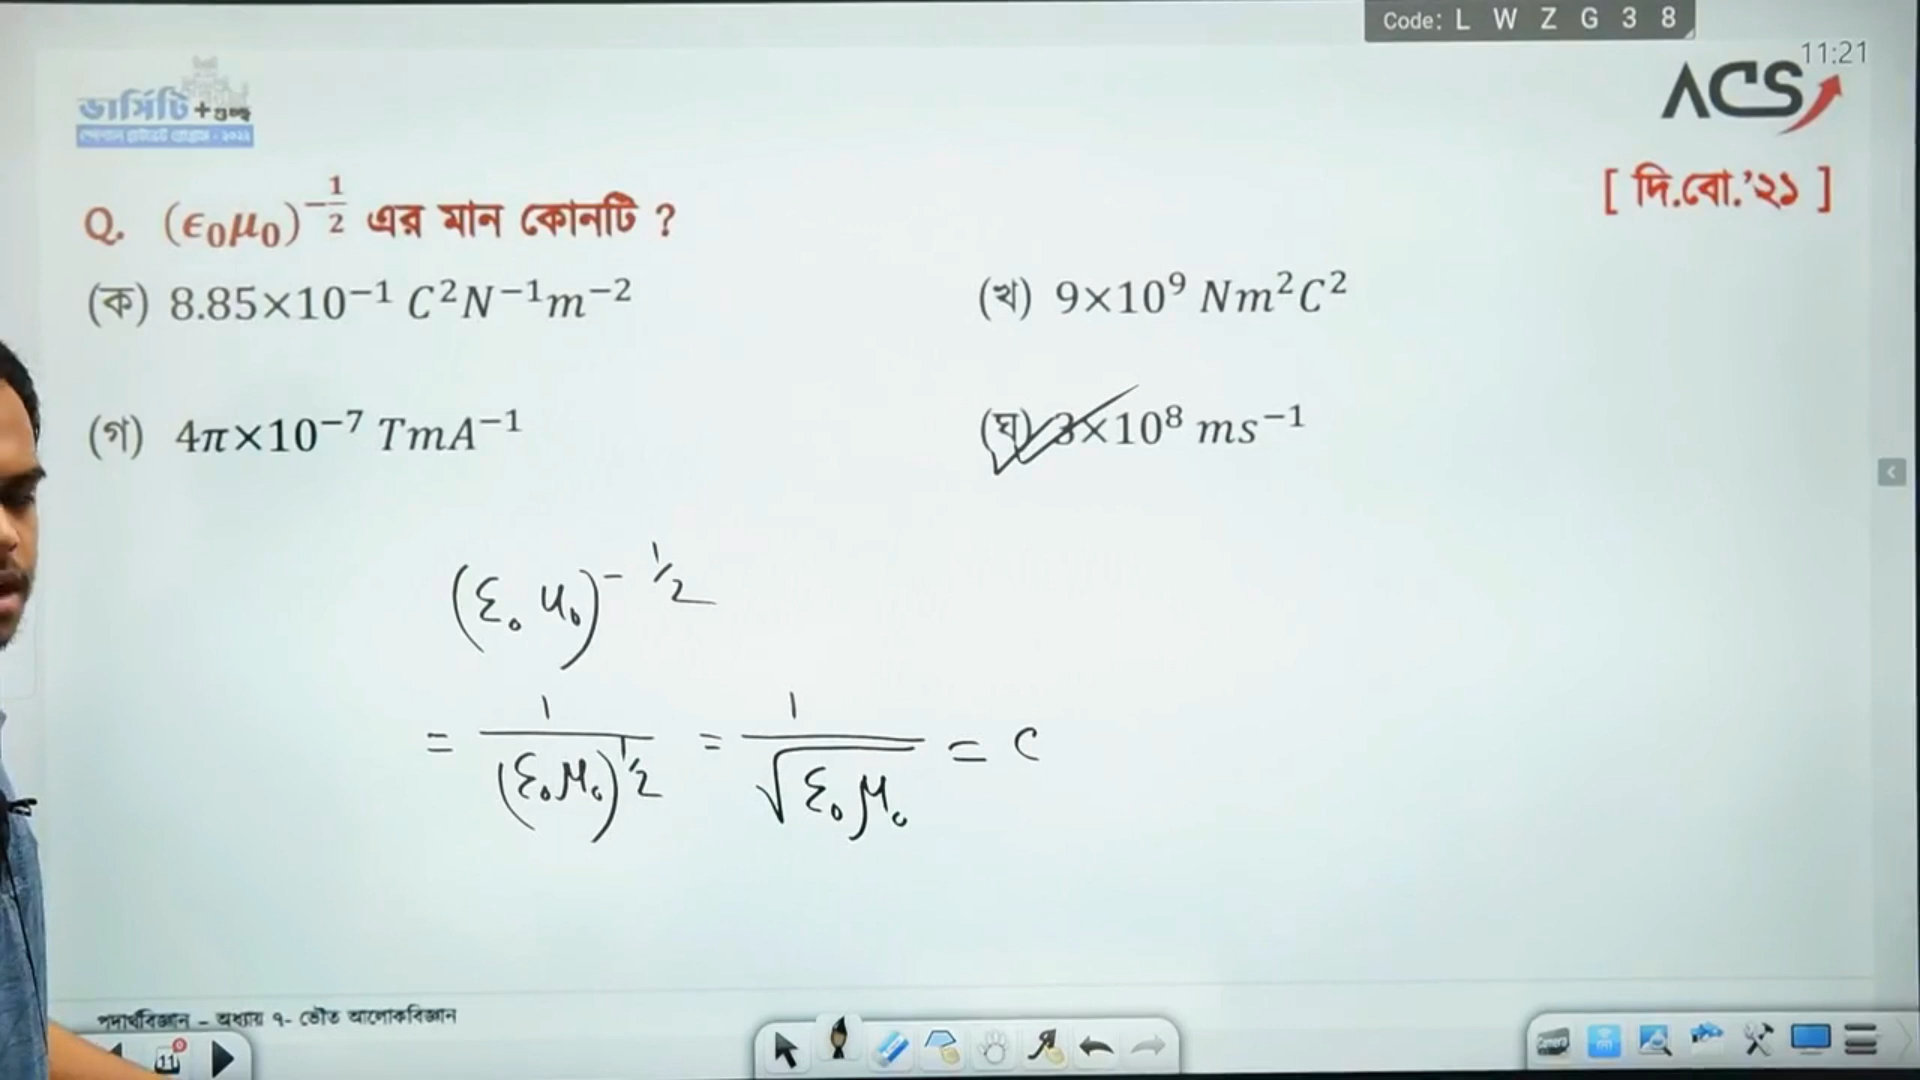 Code: L W Z G 3 8
11:21
ভার্সিটি +গুচ্ছ
ACS
[ দি.বো.'২১ ]
Q. (ϵ₀μ₀)^{-1/2} এর মান কোনটি ?
(ক) 8.85×10⁻¹ C²N⁻¹m⁻²
(খ) 9×10⁹ Nm²C²
(গ) 4π×10⁻⁷ TmA⁻¹
(ঘ) 3×10⁸ ms⁻¹
(ε₀ μ₀)^{-1/2}
= 1/(ε₀μ₀)^{1/2} = 1/√ε₀μ₀ = c
পদার্থবিজ্ঞান – অধ্যায় ৭- ভৌত আলোকবিজ্ঞান
11
Camera